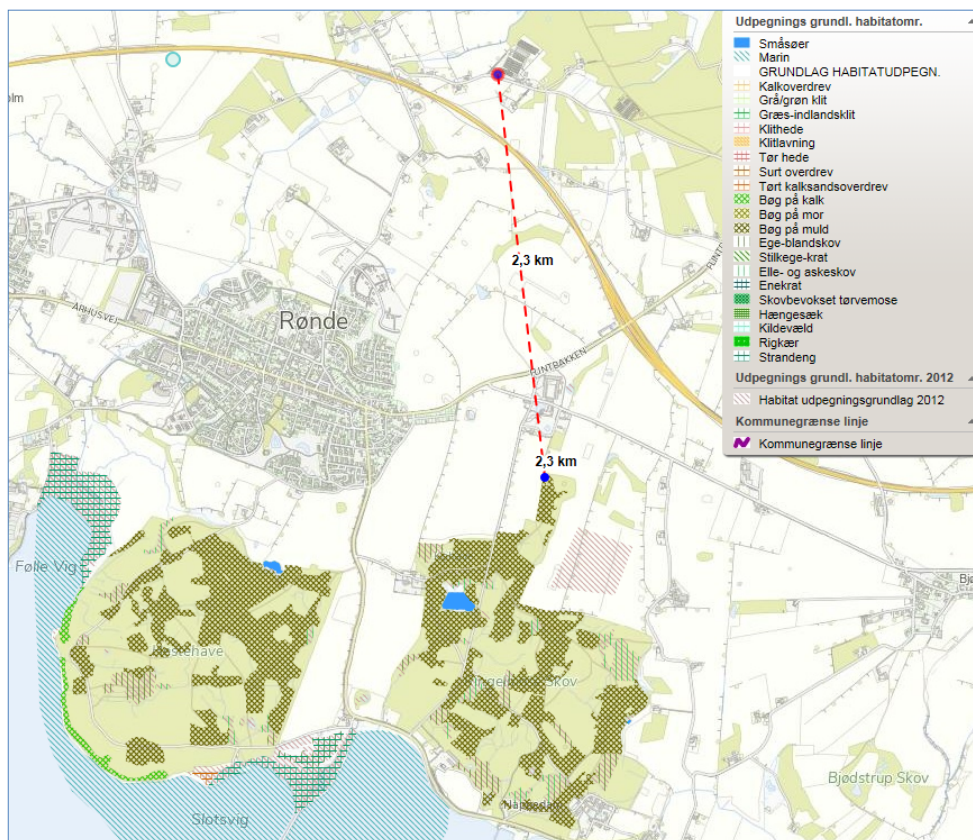 Udpegnings grundl. habitatomr.
Småsøer
Marin
GRUNDLAG HABITATUDPEGN.
Kalkoverdrev
Grå/grøn klit
Græs-indlandsklit
Klithede
Klitlavning
Tør hede
Surt overdrev
Tørt kalksandsoverdrev
Bøg på kalk
Bøg på mor
Bøg på muld
Ege-blandskov
Stilkege-krat
Elle- og askeskov
Enekrat
Skovbevokset tørvemose
Hængesæk
Kildevæld
Rigkær
Strandeng
Udpegnings grundl. habitatomr. 2012
Habitat udpegningsgrundlag 2012
Kommunegrænse linje
Kommunegrænse linje
2,3 km
ÅRHUSVEJ
Rønde
FLINTBAKKEN
2,3 km
Følle Vig
Skov
Bjødstrup Skov
Slotsvig